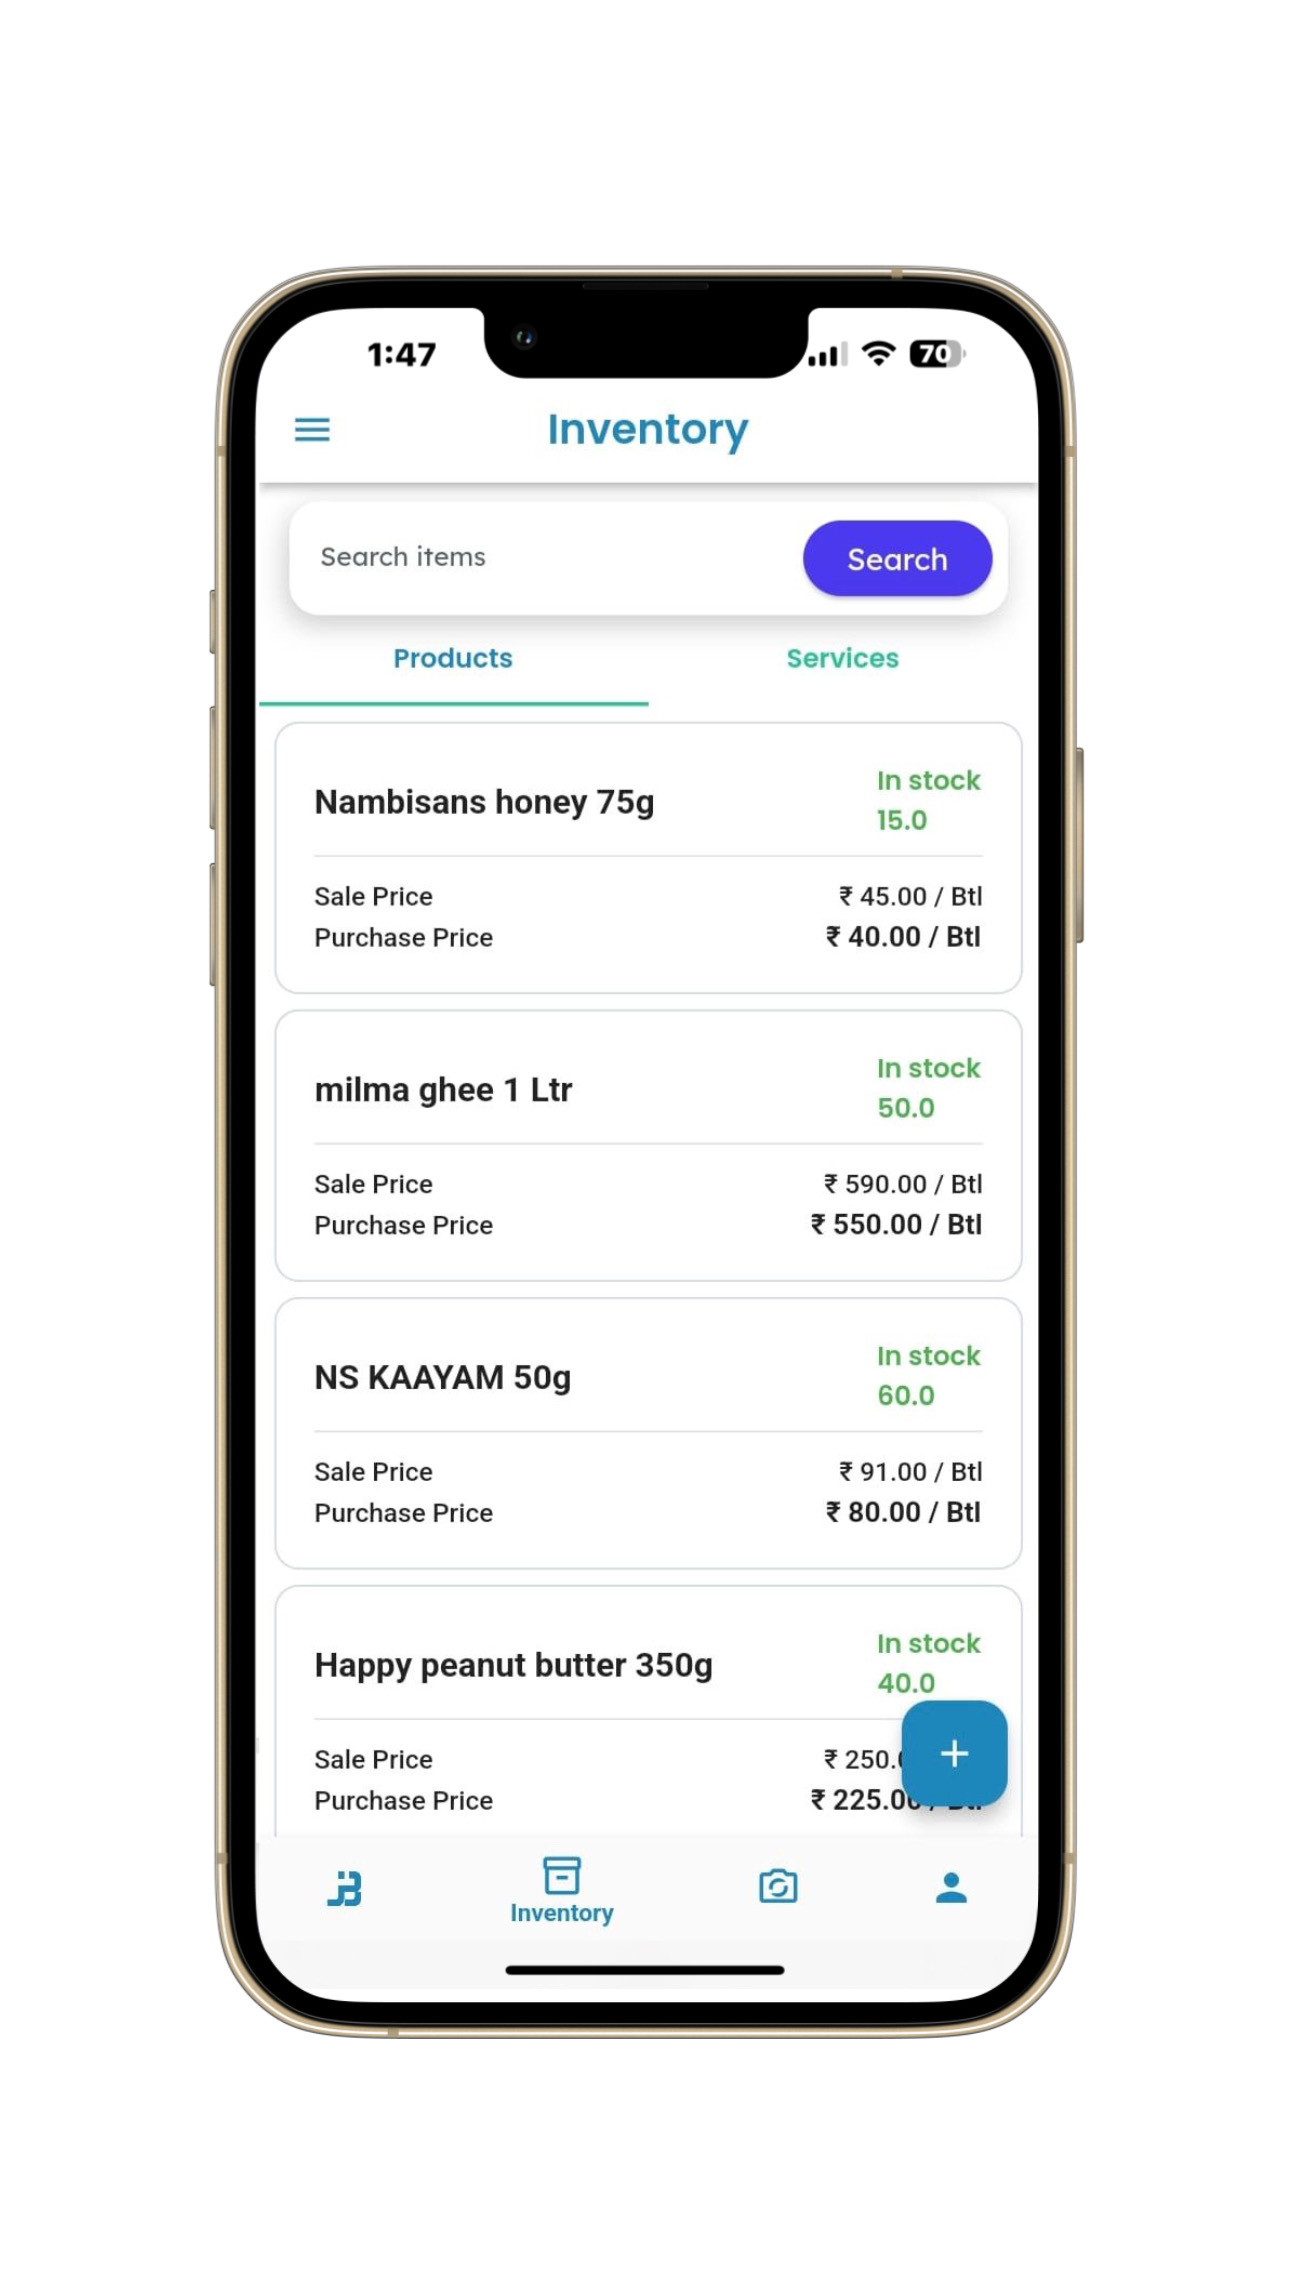 1:47
70
Inventory
Search items
Search
Products
Services
Nambisans honey 75g
In stock
15.0
Sale Price
₹ 45.00 / Btl
Purchase Price
₹ 40.00 / Btl
milma ghee 1 Ltr
In stock
50.0
Sale Price
₹ 590.00 / Btl
Purchase Price
₹ 550.00 / Btl
NS KAAYAM 50g
In stock
60.0
Sale Price
₹ 91.00 / Btl
Purchase Price
₹ 80.00 / Btl
Happy peanut butter 350g
In stock
40.0
Sale Price
₹ 250.
Purchase Price
₹ 225.00 / Btl
Inventory